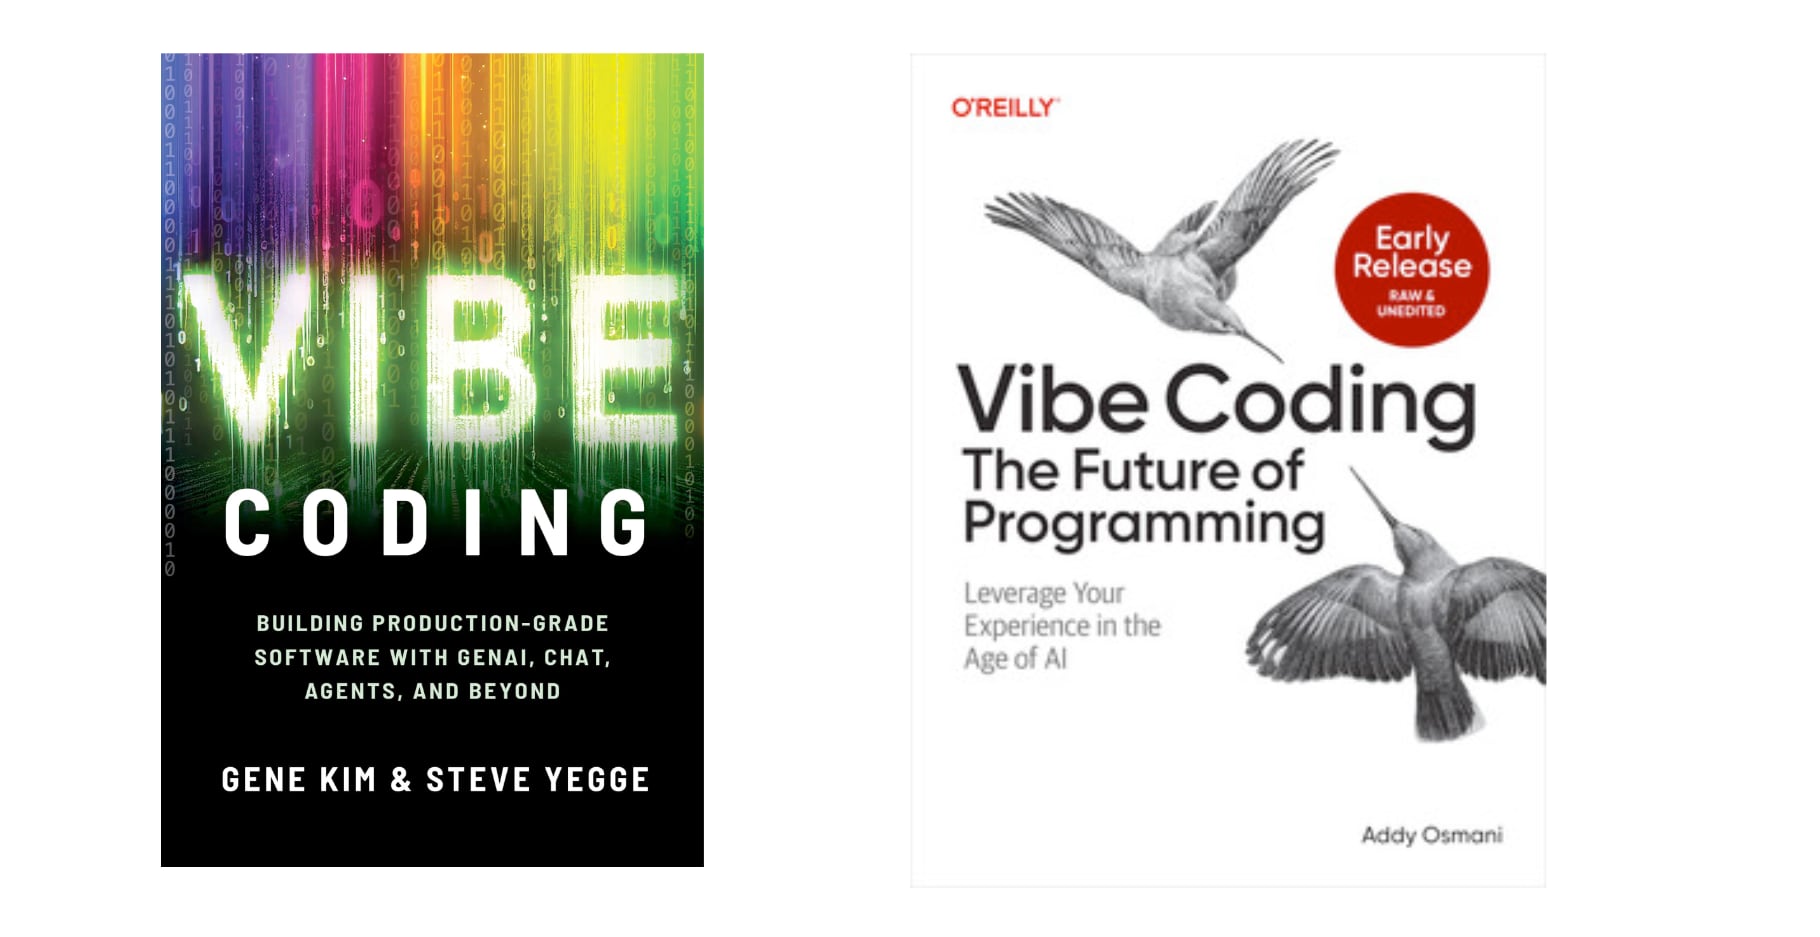 VIBE
CODING
BUILDING PRODUCTION-GRADE
SOFTWARE WITH GENAI, CHAT,
AGENTS, AND BEYOND
GENE KIM & STEVE YEGGE
O'REILLY
Early
Release
RAW &
UNEDITED
Vibe Coding
The Future of
Programming
Leverage Your
Experience in the
Age of AI
Addy Osmani